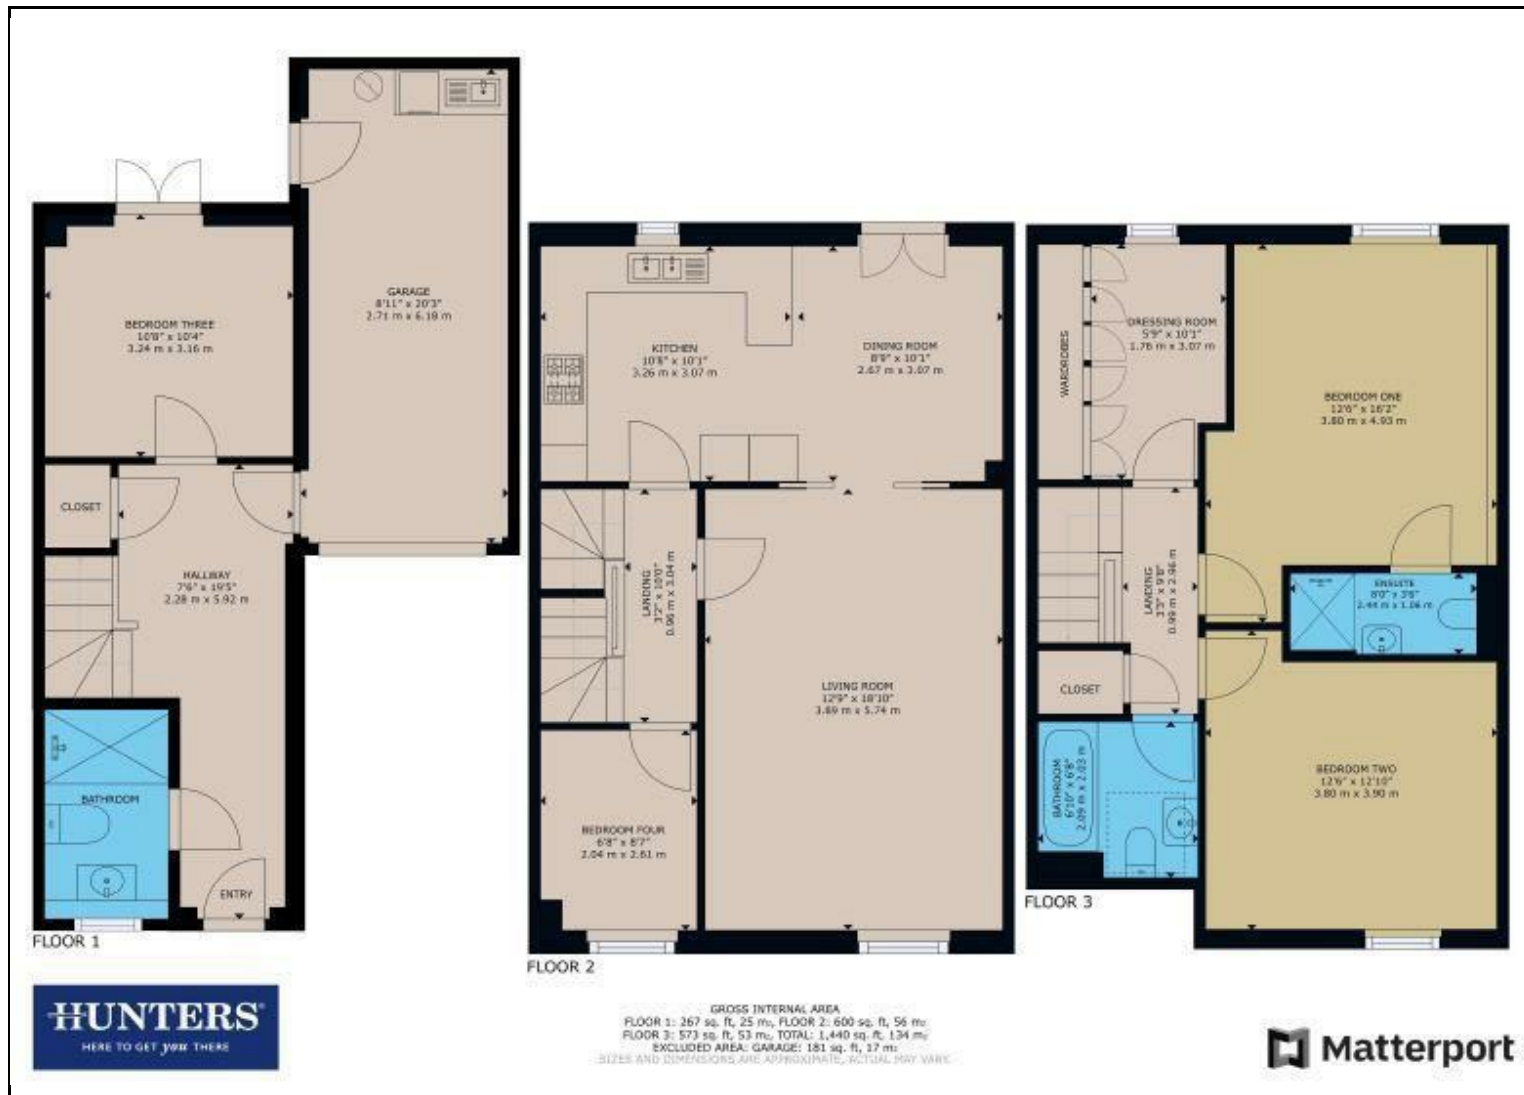 BEDROOM THREE
10'8" x 10'4"
3.24 m x 3.16 m
GARAGE
8'11" x 20'3"
2.71 m x 6.18 m
CLOSET
HALLWAY
7'6" x 19'5"
2.28 m x 5.92 m
BATHROOM
ENTRY
FLOOR 1
KITCHEN
10'8" x 10'1"
3.26 m x 3.07 m
DINING ROOM
8'9" x 10'1"
2.67 m x 3.07 m
LANDING
3'2" x 10'0"
0.96 m x 3.04 m
LIVING ROOM
12'9" x 18'10"
3.89 m x 5.74 m
BEDROOM FOUR
6'8" x 8'7"
2.04 m x 2.61 m
FLOOR 2
WARDROBES
DRESSING ROOM
5'9" x 10'1"
1.76 m x 3.07 m
BEDROOM ONE
12'6" x 16'2"
3.80 m x 4.93 m
LANDING
3'3" x 9'8"
0.99 m x 2.96 m
ENSUITE
8'0" x 3'6"
2.44 m x 1.06 m
CLOSET
BATHROOM
6'10" x 6'8"
2.09 m x 2.03 m
BEDROOM TWO
12'6" x 12'10"
3.80 m x 3.90 m
FLOOR 3
HUNTERS®
HERE TO GET you THERE
GROSS INTERNAL AREA
FLOOR 1: 267 sq. ft, 25 m², FLOOR 2: 600 sq. ft, 56 m²
FLOOR 3: 573 sq. ft, 53 m², TOTAL: 1,440 sq. ft, 134 m²
EXCLUDED AREA: GARAGE: 181 sq. ft, 17 m²
SIZES AND DIMENSIONS ARE APPROXIMATE, ACTUAL MAY VARY.
Matterport